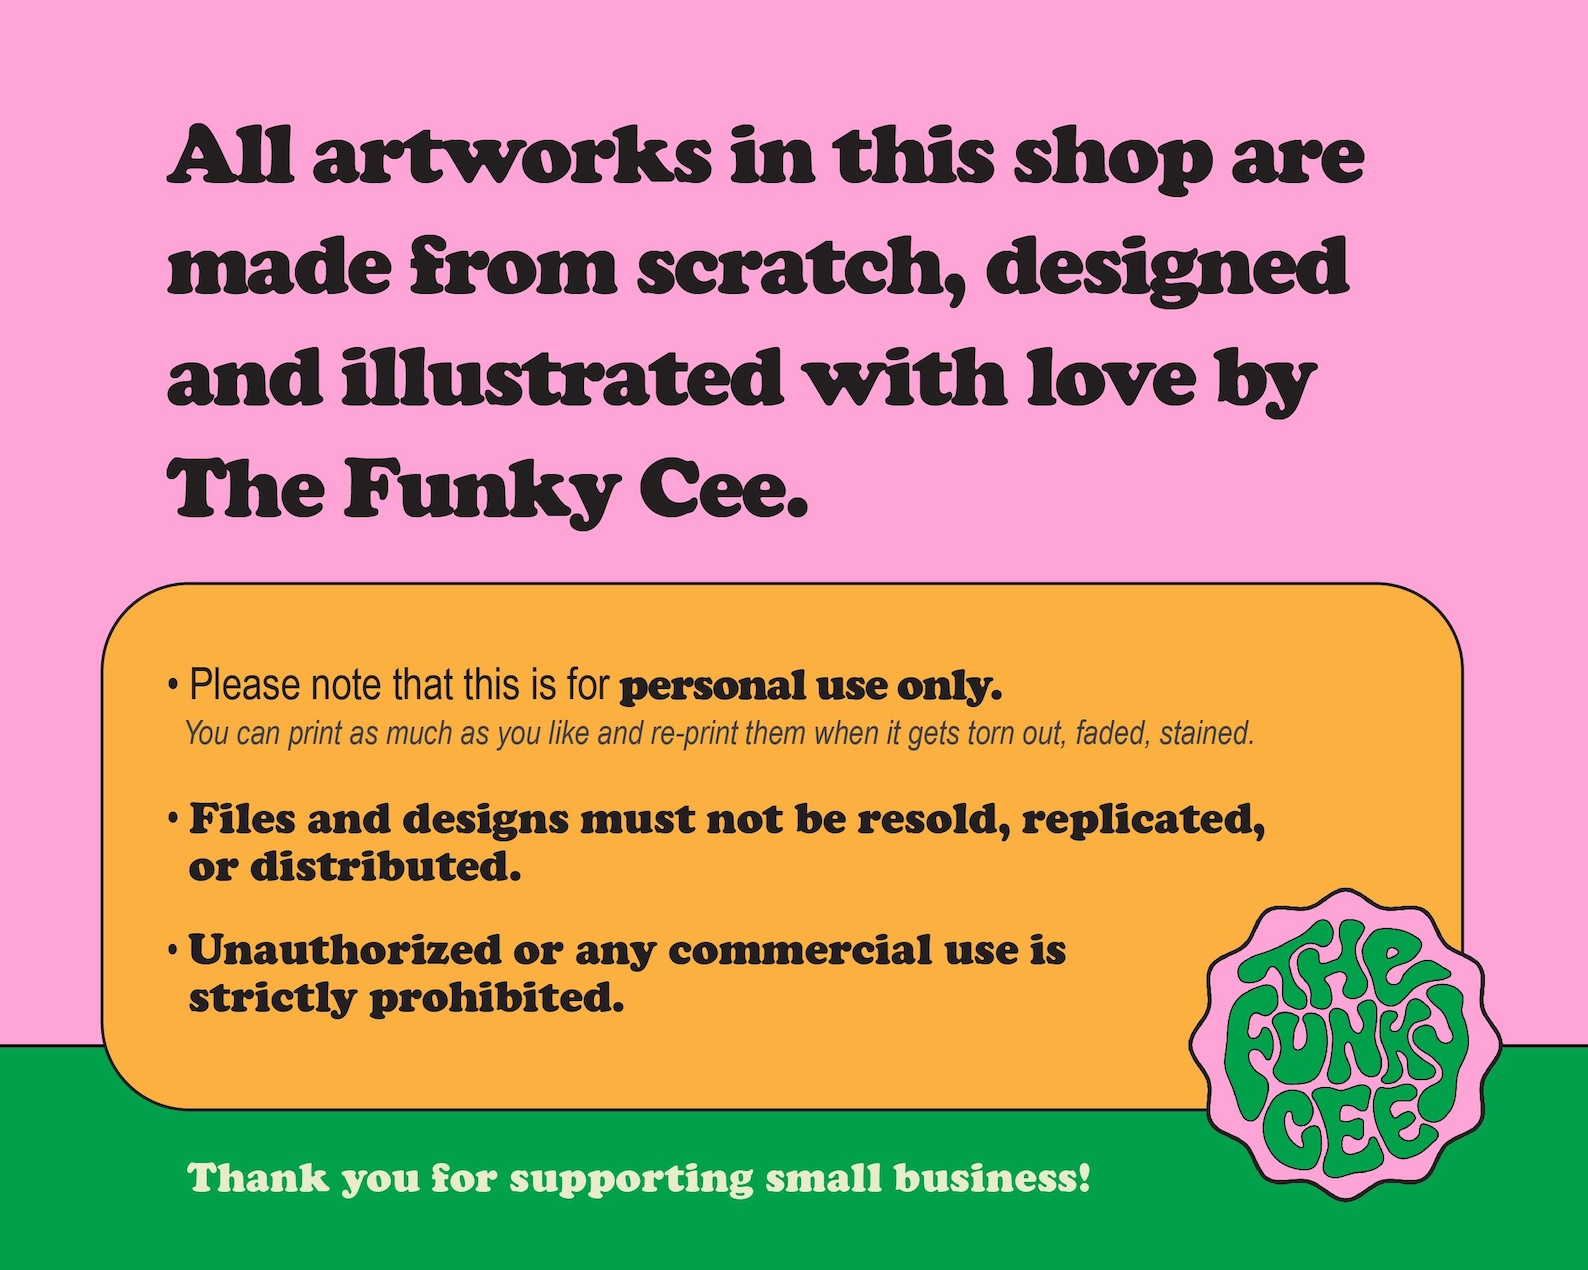 All artworks in this shop are
made from scratch, designed
and illustrated with love by
The Funky Cee.
• Please note that this is for personal use only.
You can print as much as you like and re-print them when it gets torn out, faded, stained.
• Files and designs must not be resold, replicated,
or distributed.
• Unauthorized or any commercial use is
strictly prohibited.
THE
FUNKY
CEE
Thank you for supporting small business!